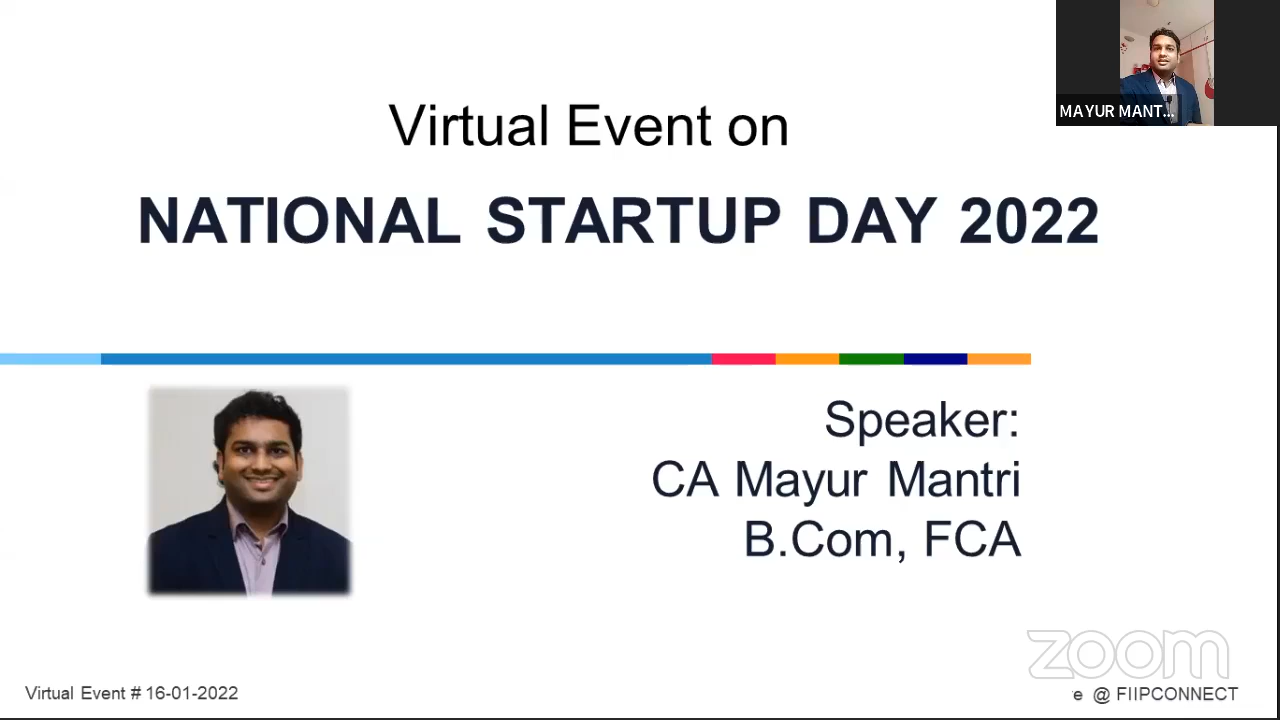 MAYUR MANT...
Virtual Event on
NATIONAL STARTUP DAY 2022
Speaker:
CA Mayur Mantri
B.Com, FCA
zoom
Virtual Event # 16-01-2022
e @ FIIPCONNECT